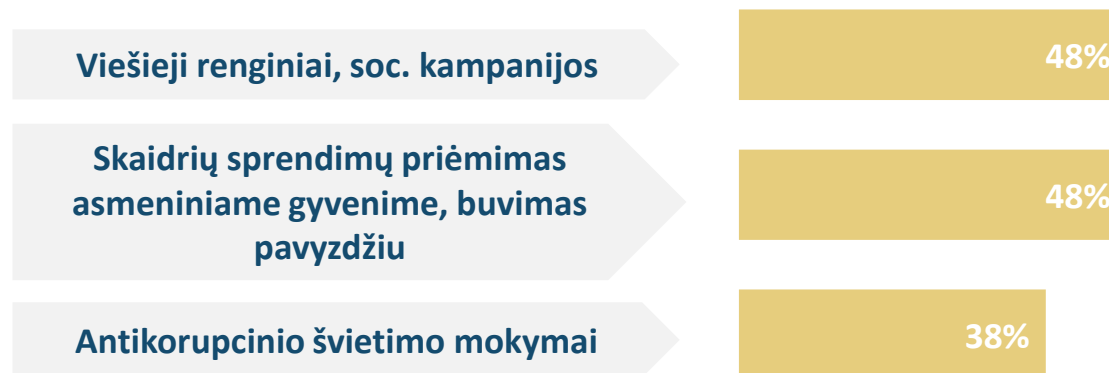 Viešieji renginiai, soc. kampanijos
48%
Skaidrių sprendimų priėmimas
asmeniniame gyvenime, buvimas
pavyzdžiu
48%
Antikorupcinio švietimo mokymai
38%